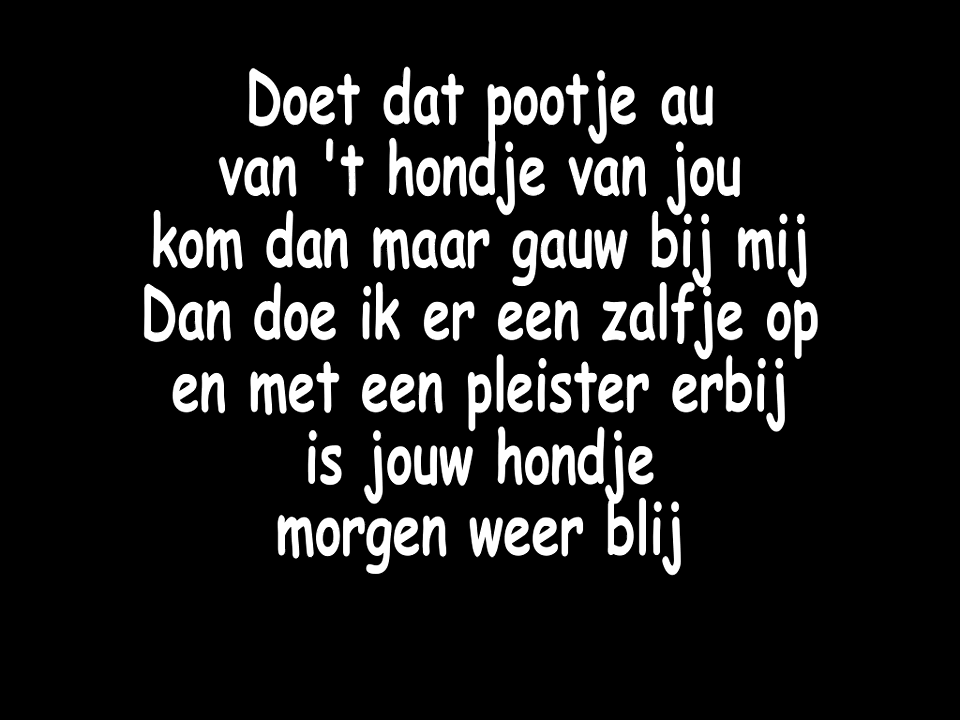 Doet dat pootje au
van 't hondje van jou
kom dan maar gauw bij mij
Dan doe ik er een zalfje op
en met een pleister erbij
is jouw hondje
morgen weer blij